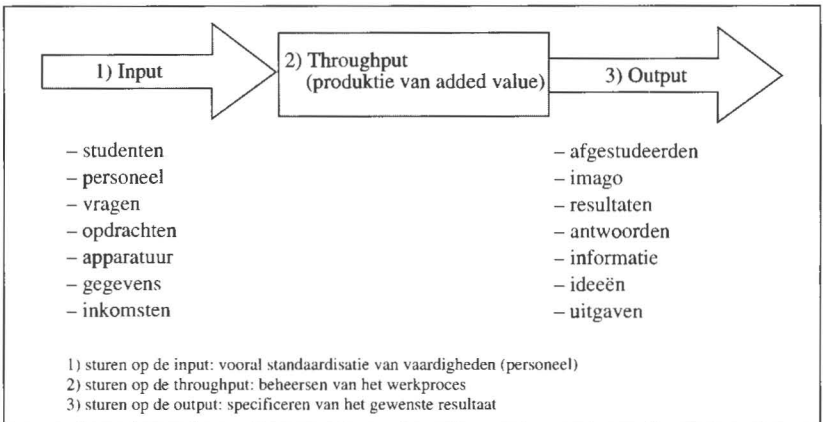 1) Input
2) Throughput
(produktie van added value)
3) Output
– studenten
– personeel
– vragen
– opdrachten
– apparatuur
– gegevens
– inkomsten
– afgestudeerden
– imago
– resultaten
– antwoorden
– informatie
– ideeën
– uitgaven
1) sturen op de input: vooral standaardisatie van vaardigheden (personeel)
2) sturen op de throughput: beheersen van het werkproces
3) sturen op de output: specificeren van het gewenste resultaat